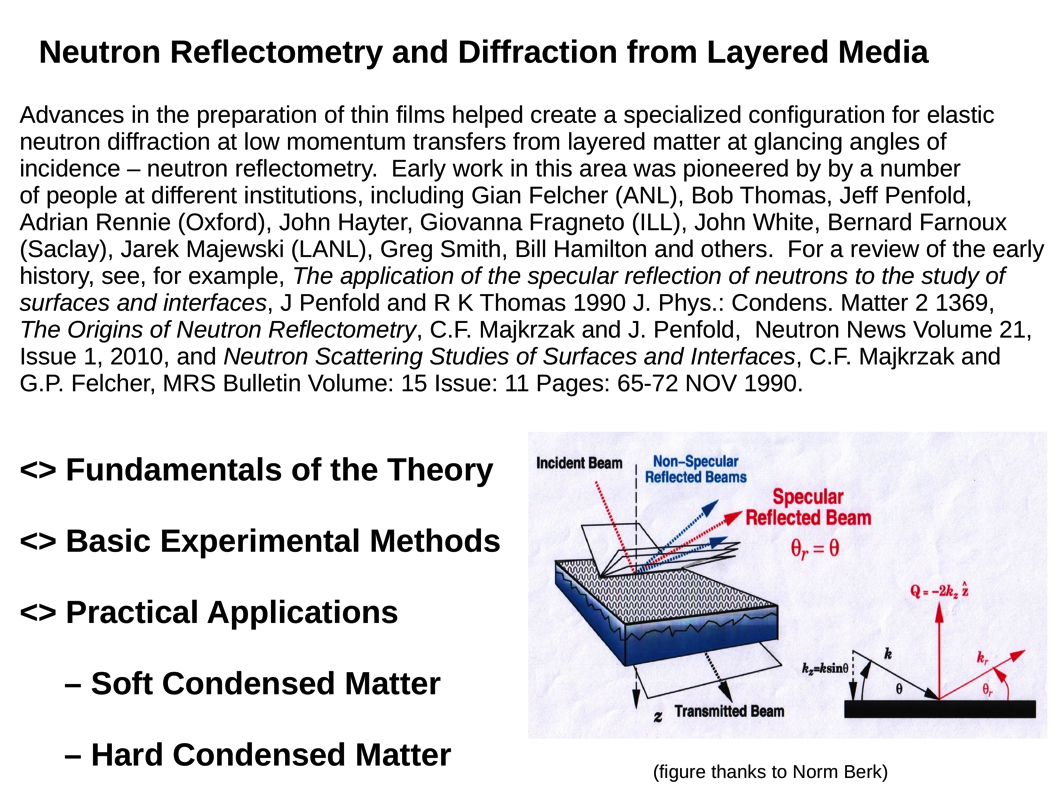 Neutron Reflectometry and Diffraction from Layered Media
Advances in the preparation of thin films helped create a specialized configuration for elastic
neutron diffraction at low momentum transfers from layered matter at glancing angles of
incidence – neutron reflectometry.  Early work in this area was pioneered by by a number
of people at different institutions, including Gian Felcher (ANL), Bob Thomas, Jeff Penfold,
Adrian Rennie (Oxford), John Hayter, Giovanna Fragneto (ILL), John White, Bernard Farnoux
(Saclay), Jarek Majewski (LANL), Greg Smith, Bill Hamilton and others.  For a review of the early
history, see, for example, The application of the specular reflection of neutrons to the study of
surfaces and interfaces, J Penfold and R K Thomas 1990 J. Phys.: Condens. Matter 2 1369,
The Origins of Neutron Reflectometry, C.F. Majkrzak and J. Penfold,  Neutron News Volume 21,
Issue 1, 2010, and Neutron Scattering Studies of Surfaces and Interfaces, C.F. Majkrzak and
G.P. Felcher, MRS Bulletin Volume: 15 Issue: 11 Pages: 65-72 NOV 1990.
<> Fundamentals of the Theory
<> Basic Experimental Methods
<> Practical Applications
– Soft Condensed Matter
– Hard Condensed Matter
Incident Beam
Non–Specular
Reflected Beams
Specular
Reflected Beam
θr = θ
Q = –2kz ẑ
k
kr
kz=ksinθ
θ
θr
z
Transmitted Beam
(figure thanks to Norm Berk)